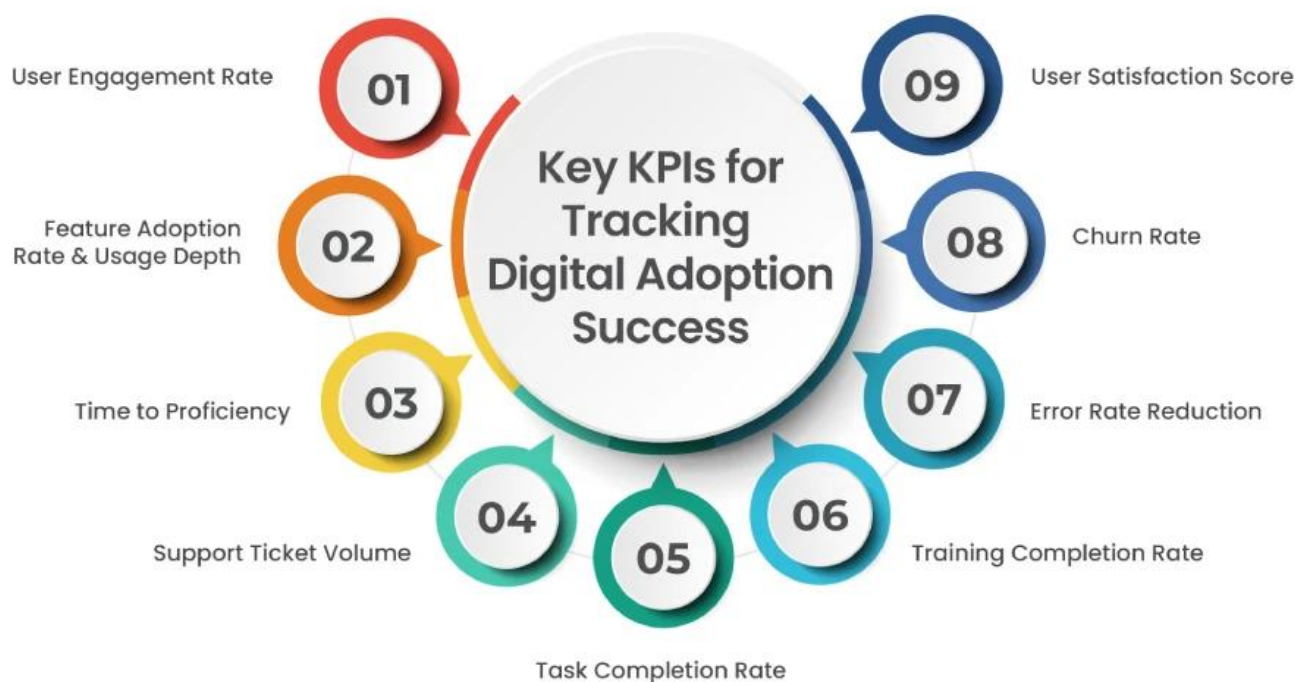 Key KPIs for
Tracking
Digital Adoption
Success
01
User Engagement Rate
02
Feature Adoption
Rate & Usage Depth
03
Time to Proficiency
04
Support Ticket Volume
05
Task Completion Rate
06
Training Completion Rate
07
Error Rate Reduction
08
Churn Rate
09
User Satisfaction Score